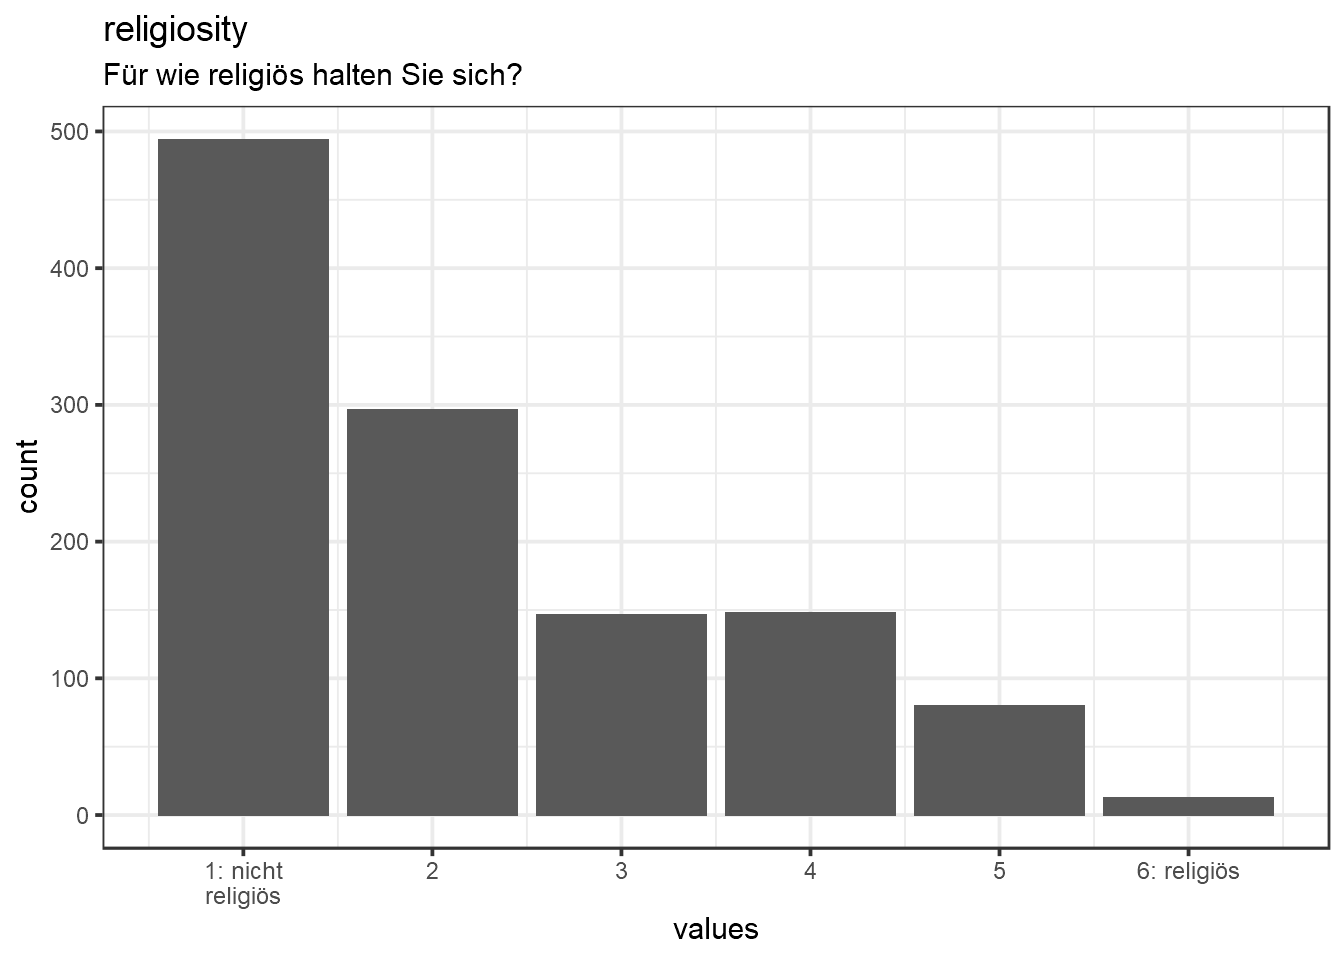 religiosity
Für wie religiös halten Sie sich?
500
400
300
200
100
0
count
1: nicht
religiös
2
3
4
5
6: religiös
values